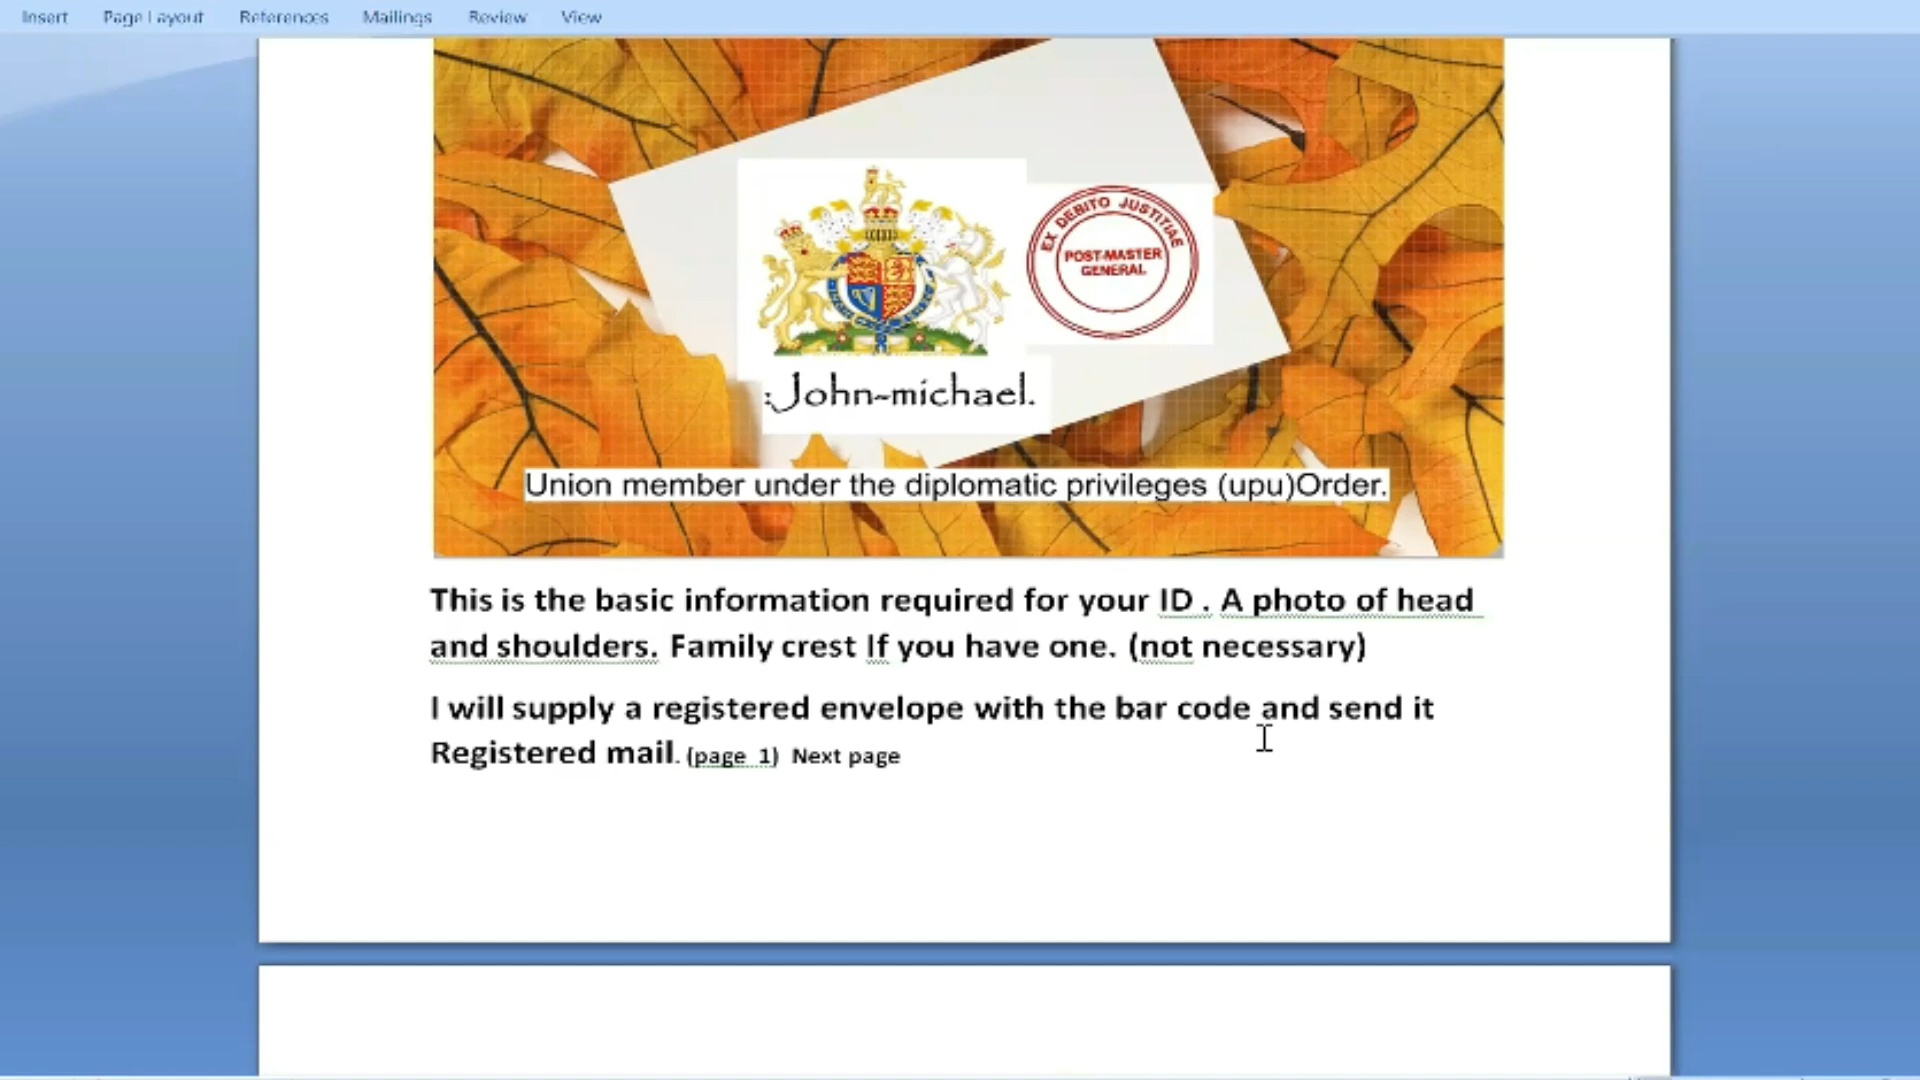 Insert Page Layout References Mailings Review View
EX DEBITO JUSTITIAE
POST-MASTER
GENERAL
:John-michael.
Union member under the diplomatic privileges (upu)Order.
This is the basic information required for your ID . A photo of head
and shoulders. Family crest If you have one. (not necessary)
I will supply a registered envelope with the bar code and send it
Registered mail. (page 1) Next page